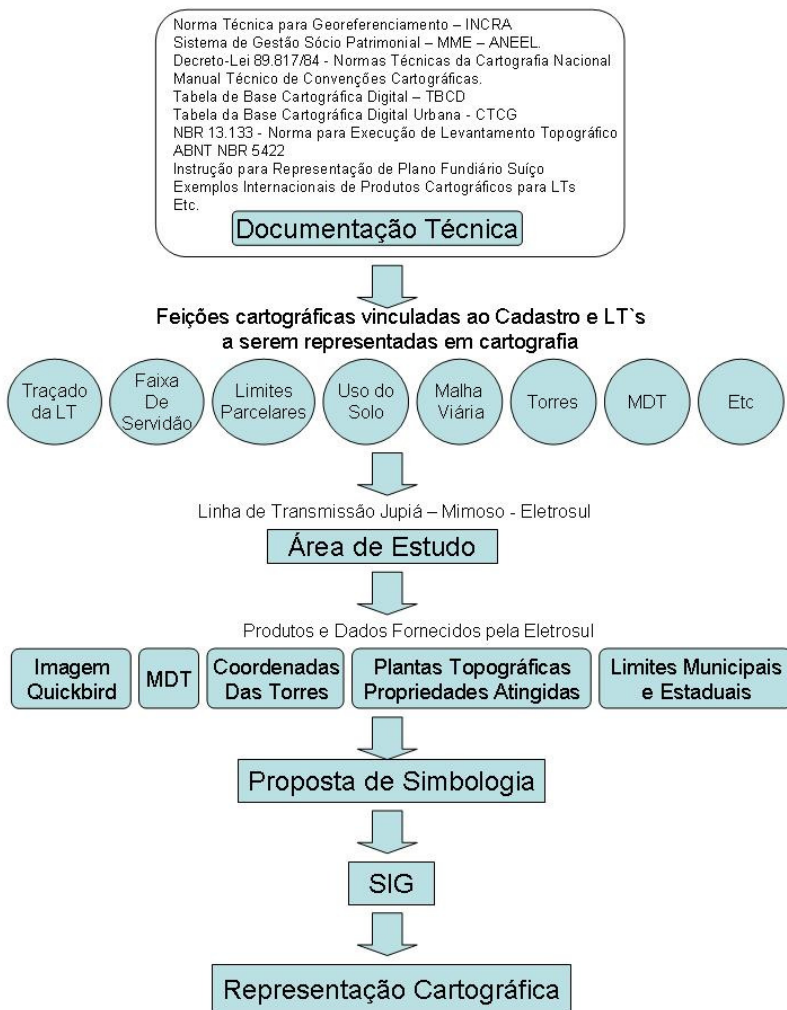 Norma Técnica para Georeferenciamento – INCRA
Sistema de Gestão Sócio Patrimonial – MME – ANEEL.
Decreto-Lei 89.817/84 - Normas Técnicas da Cartografia Nacional
Manual Técnico de Convenções Cartográficas.
Tabela de Base Cartográfica Digital – TBCD
Tabela da Base Cartográfica Digital Urbana - CTCG
NBR 13.133 - Norma para Execução de Levantamento Topográfico
ABNT NBR 5422
Instrução para Representação de Plano Fundiário Suíço
Exemplos Internacionais de Produtos Cartográficos para LTs
Etc.
Documentação Técnica
Feições cartográficas vinculadas ao Cadastro e LT`s
a serem representadas em cartografia
Traçado
da LT
Faixa
De
Servidão
Limites
Parcelares
Uso do
Solo
Malha
Viária
Torres
MDT
Etc
Linha de Transmissão Jupiá – Mimoso - Eletrosul
Área de Estudo
Produtos e Dados Fornecidos pela Eletrosul
Imagem
Quickbird
MDT
Coordenadas
Das Torres
Plantas Topográficas
Propriedades Atingidas
Limites Municipais
e Estaduais
Proposta de Simbologia
SIG
Representação Cartográfica